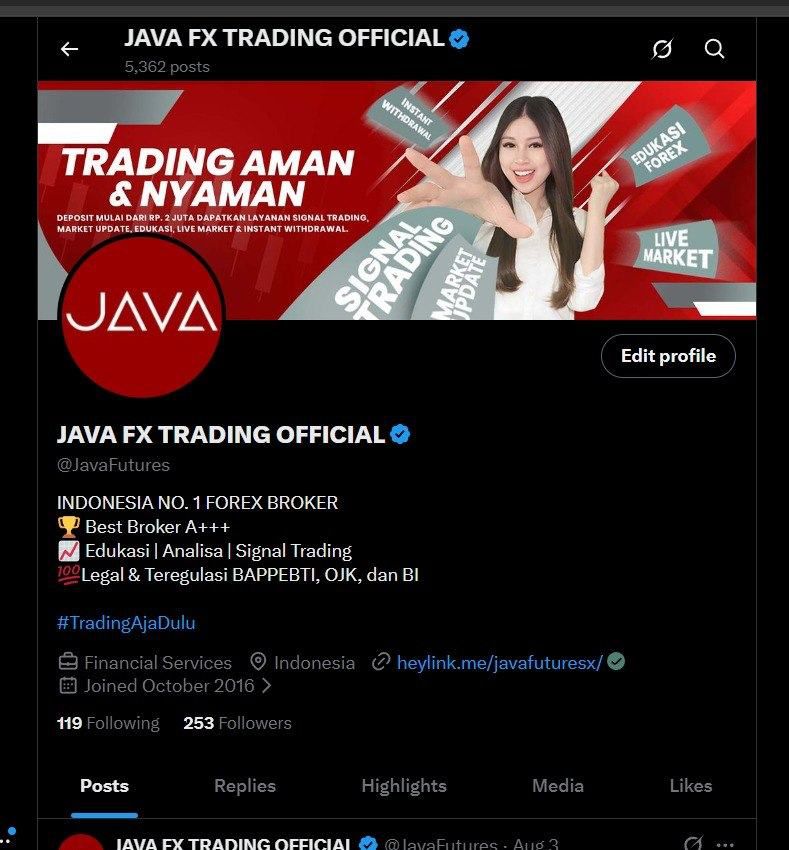 JAVA FX TRADING OFFICIAL
5,362 posts
TRADING AMAN
& NYAMAN
DEPOSIT MULAI DARI RP. 2 JUTA DAPATKAN LAYANAN SIGNAL TRADING,
MARKET UPDATE, EDUKASI, LIVE MARKET & INSTANT WITHDRAWAL.
INSTANT
WITHDRAWAL
EDUKASI
FOREX
SIGNAL
TRADING
MARKET
UPDATE
LIVE
MARKET
JAVA
Edit profile
JAVA FX TRADING OFFICIAL
@JavaFutures
INDONESIA NO. 1 FOREX BROKER
🏆 Best Broker A+++
📈 Edukasi | Analisa | Signal Trading
💯Legal & Teregulasi BAPPEBTI, OJK, dan BI
#TradingAjaDulu
Financial Services Indonesia heylink.me/javafuturesx/
Joined October 2016
119 Following 253 Followers
Posts Replies Highlights Media Likes
JAVA FX TRADING OFFICIAL @JavaFutures · Aug 3